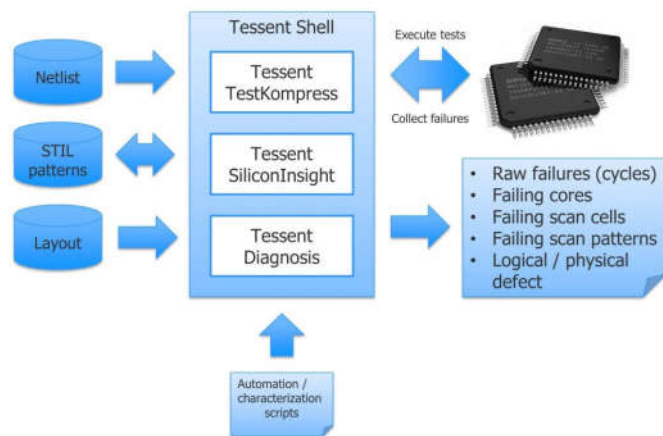 Tessent Shell
Netlist
Tessent
TestKompress
Execute tests
Collect failures
STIL
patterns
Tessent
SiliconInsight
Layout
Tessent
Diagnosis
• Raw failures (cycles)
• Failing cores
• Failing scan cells
• Failing scan patterns
• Logical / physical
defect
Automation /
characterization
scripts